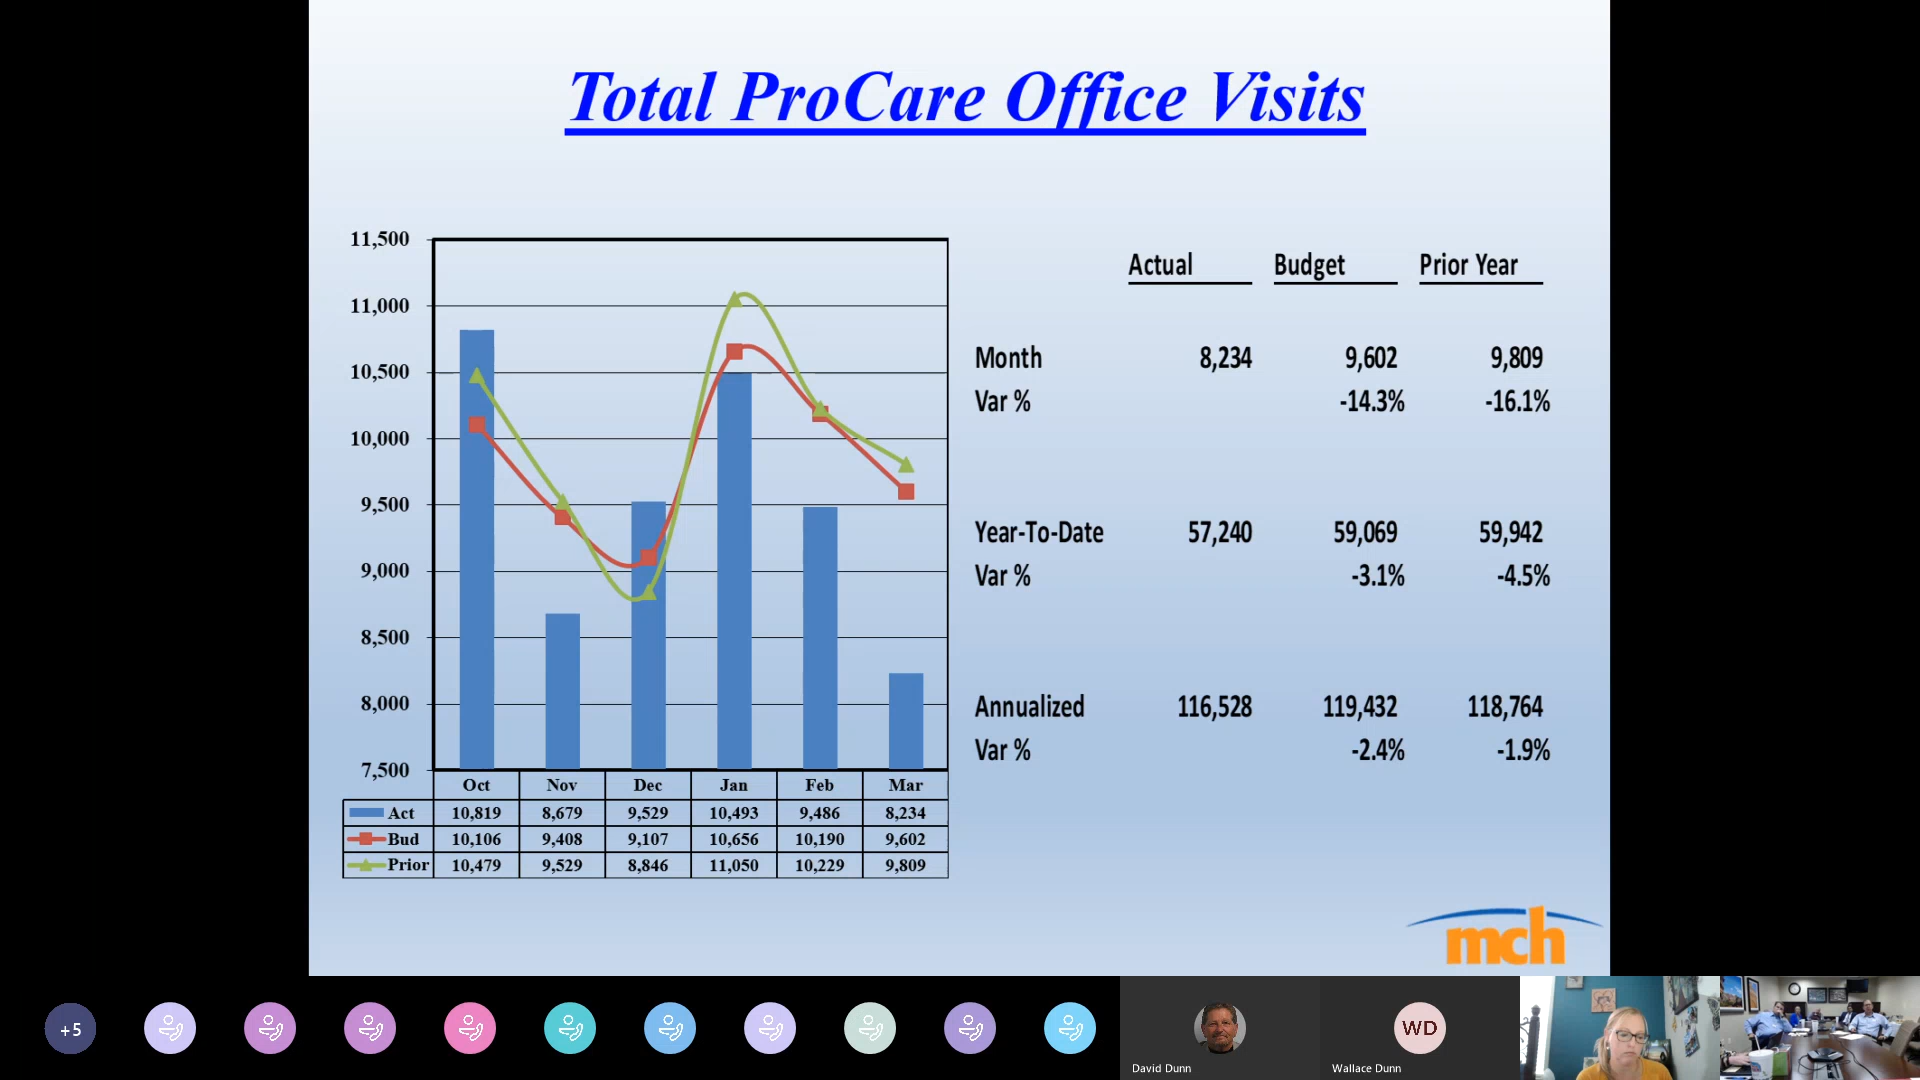 Total ProCare Office Visits
11,500
11,000
10,500
10,000
9,500
9,000
8,500
8,000
7,500
Oct Nov Dec Jan Feb Mar
Act 10,819 8,679 9,529 10,493 9,486 8,234
Bud 10,106 9,408 9,107 10,656 10,190 9,602
Prior 10,479 9,529 8,846 11,050 10,229 9,809
Actual Budget Prior Year
Month 8,234 9,602 9,809
Var % -14.3% -16.1%
Year-To-Date 57,240 59,069 59,942
Var % -3.1% -4.5%
Annualized 116,528 119,432 118,764
Var % -2.4% -1.9%
mch
+5
WD
David Dunn
Wallace Dunn